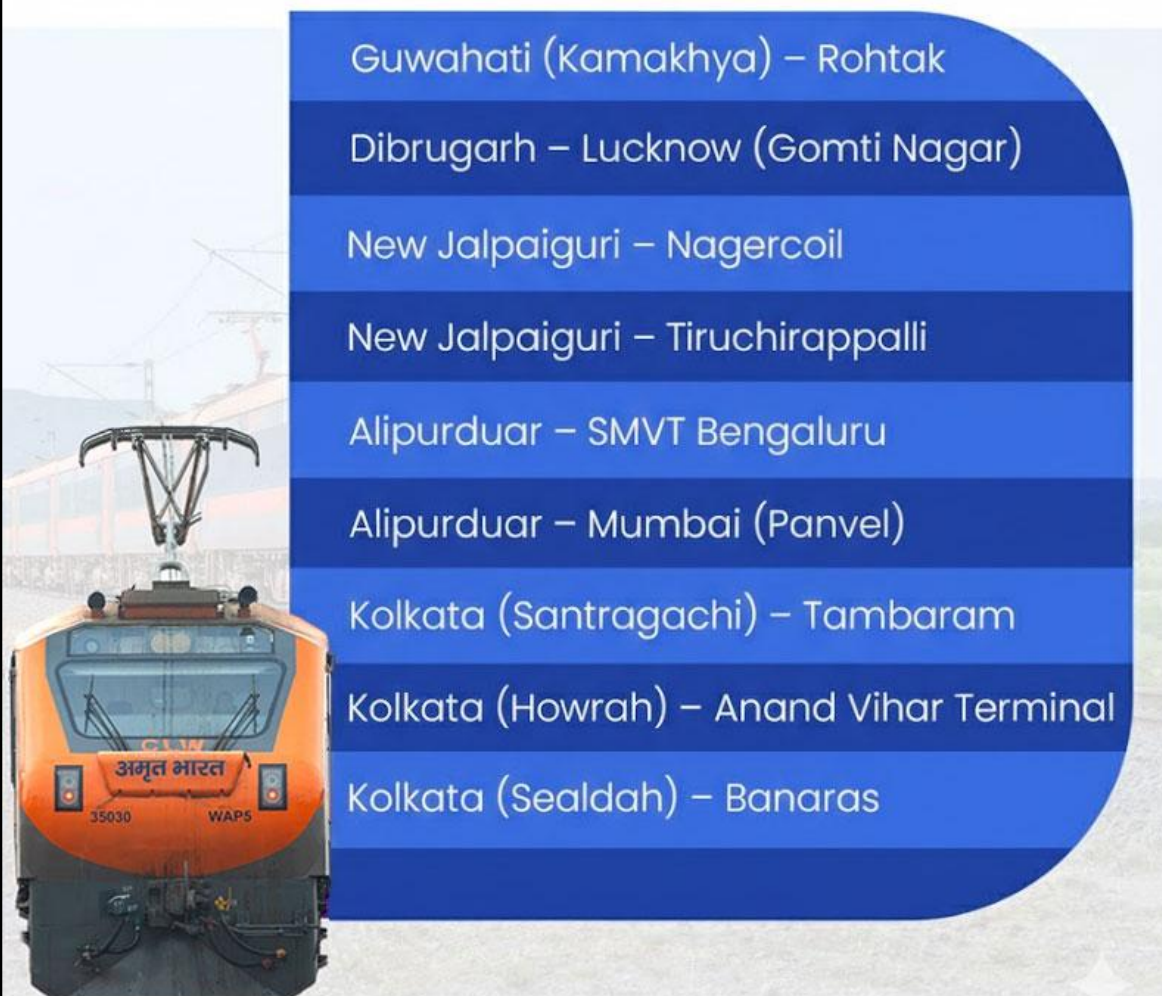 Guwahati (Kamakhya) – Rohtak
Dibrugarh – Lucknow (Gomti Nagar)
New Jalpaiguri – Nagercoil
New Jalpaiguri – Tiruchirappalli
Alipurduar – SMVT Bengaluru
Alipurduar – Mumbai (Panvel)
Kolkata (Santragachi) – Tambaram
Kolkata (Howrah) – Anand Vihar Terminal
Kolkata (Sealdah) – Banaras
CLW
अमृत भारत
35030 WAP5